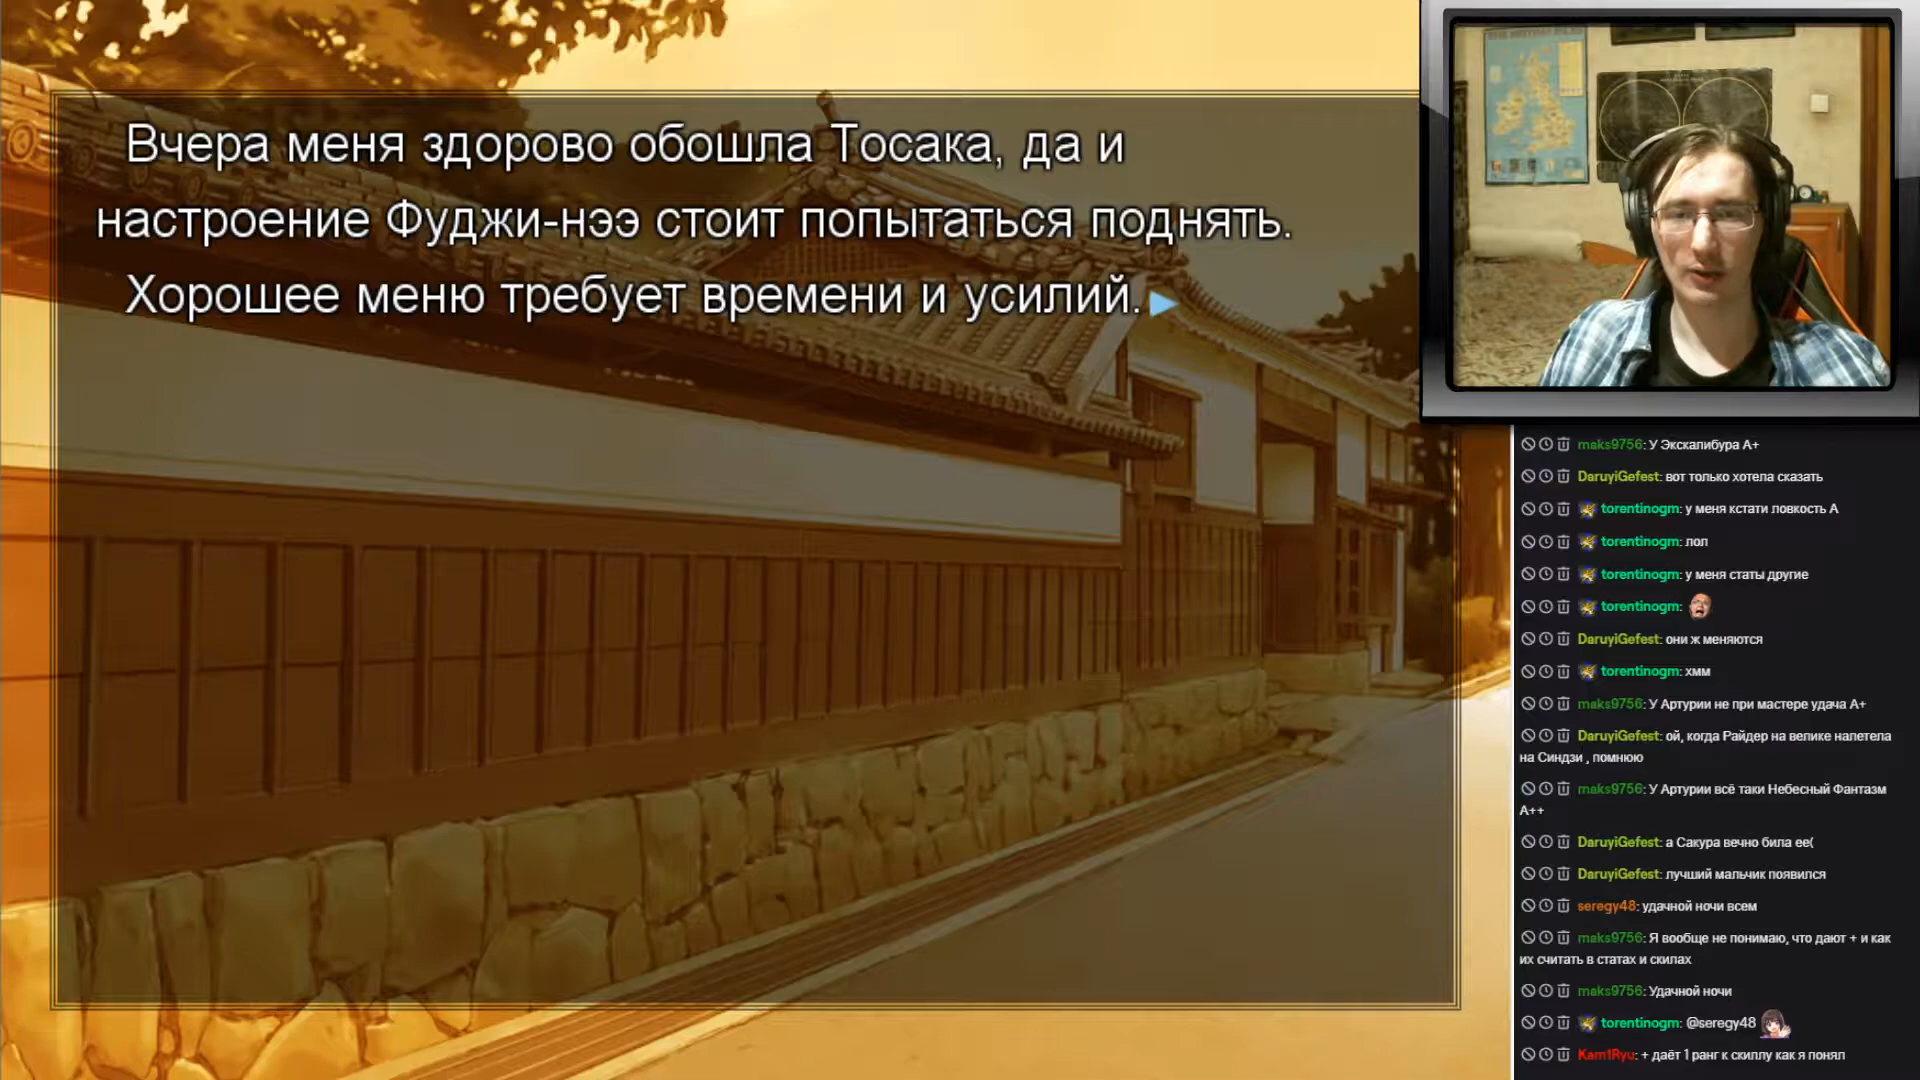 Вчера меня здорово обошла Тосака, да и
настроение Фуджи-нээ стоит попытаться поднять.
Хорошее меню требует времени и усилий.
maks9756: У Экскалибура А+
DaruyiGefest: вот только хотела сказать
torentinogm: у меня кстати ловкость А
torentinogm: лол
torentinogm: у меня статы другие
torentinogm:
DaruyiGefest: они ж меняются
torentinogm: хмм
maks9756: У Артурии не при мастере удача А+
DaruyiGefest: ой, когда Райдер на велике налетела
на Синдзи , помнюю
maks9756: У Артурии всё таки Небесный Фантазм
А++
DaruyiGefest: а Сакура вечно била ее(
DaruyiGefest: лучший мальчик появился
seregy48: удачной ночи всем
maks9756: Я вообще не понимаю, что дают + и как
их считать в статах и скилах
maks9756: Удачной ночи
torentinogm: @seregy48
Kam1Ryu: + даёт 1 ранг к скиллу как я понял